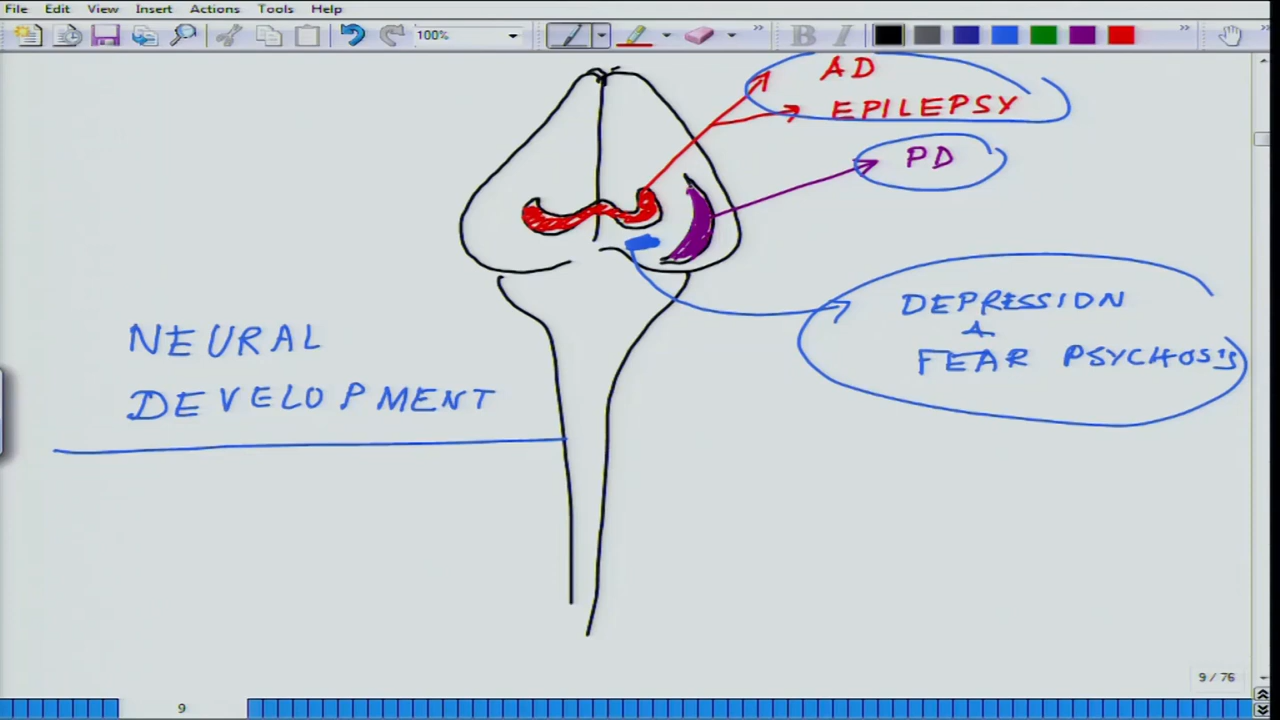 File Edit View Insert Actions Tools Help
100%
B I
AD
EPILEPSY
PD
DEPRESSION
&
FEAR PSYCHOSIS
NEURAL
DEVELOPMENT
9 / 76
9